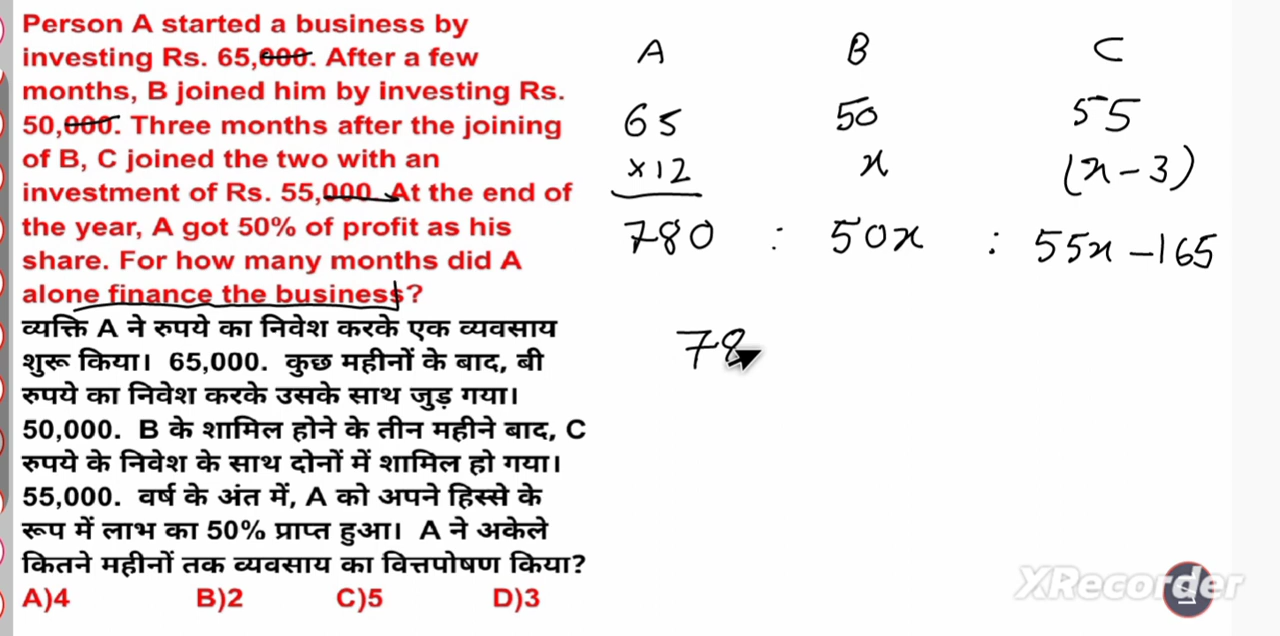 Person A started a business by
investing Rs. 65,000. After a few
months, B joined him by investing Rs.
50,000. Three months after the joining
of B, C joined the two with an
investment of Rs. 55,000. At the end of
the year, A got 50% of profit as his
share. For how many months did A
alone finance the business?
व्यक्ति A ने रुपये का निवेश करके एक व्यवसाय
शुरू किया। 65,000. कुछ महीनों के बाद, बी
रुपये का निवेश करके उसके साथ जुड़ गया।
50,000. B के शामिल होने के तीन महीने बाद, C
रुपये के निवेश के साथ दोनों में शामिल हो गया।
55,000. वर्ष के अंत में, A को अपने हिस्से के
रूप में लाभ का 50% प्राप्त हुआ। A ने अकेले
कितने महीनों तक व्यवसाय का वित्तपोषण किया?
A)4 B)2 C)5 D)3
A B C
65 50 55
×12 x (x-3)
780 : 50x : 55x-165
78
XRecorder